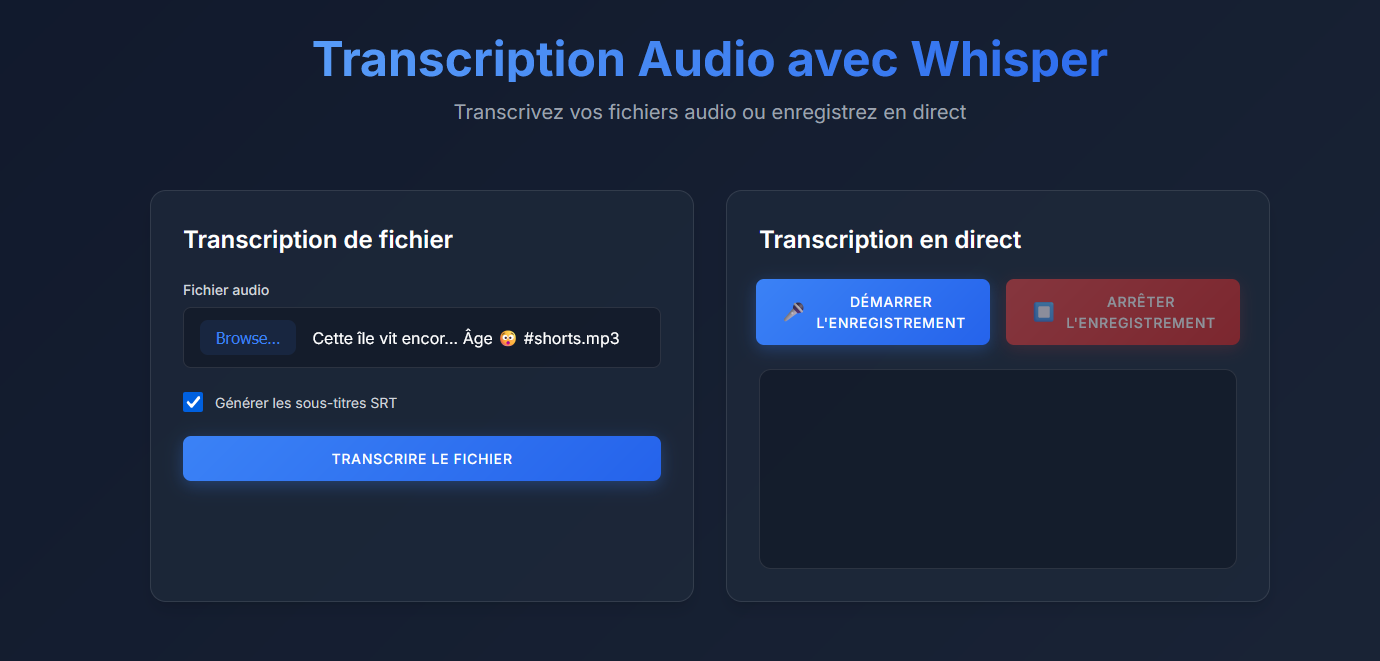 Transcription Audio avec Whisper
Transcrivez vos fichiers audio ou enregistrez en direct
Transcription de fichier
Fichier audio
Browse... Cette île vit encor... Âge 😳 #shorts.mp3
Générer les sous-titres SRT
TRANSCRIRE LE FICHIER
Transcription en direct
DÉMARRER
L'ENREGISTREMENT
ARRÊTER
L'ENREGISTREMENT